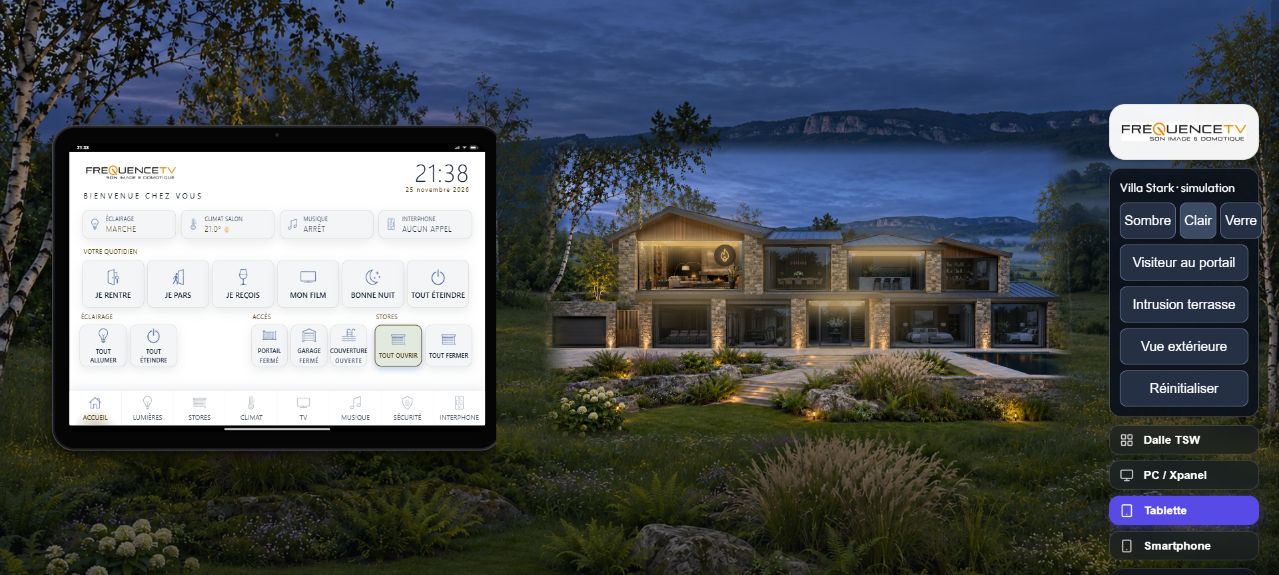 21:38
FREQUENCETV
SON IMAGE & DOMOTIQUE
21:38
25 novembre 2026
BIENVENUE CHEZ VOUS
ÉCLAIRAGE
MARCHE
CLIMAT SALON
21.0°
MUSIQUE
ARRÊT
INTERPHONE
AUCUN APPEL
VOTRE QUOTIDIEN
JE RENTRE
JE PARS
JE REÇOIS
MON FILM
BONNE NUIT
TOUT ÉTEINDRE
ÉCLAIRAGE
ACCÈS
STORES
TOUT ALLUMER
TOUT ÉTEINDRE
PORTAIL
FERMÉ
GARAGE
FERMÉ
COUVERTURE
OUVERTE
TOUT OUVRIR
TOUT FERMER
ACCUEIL
LUMIÈRES
STORES
CLIMAT
TV
MUSIQUE
SÉCURITÉ
INTERPHONE
FREQUENCETV
SON IMAGE & DOMOTIQUE
Villa Stark · simulation
Sombre
Clair
Verre
Visiteur au portail
Intrusion terrasse
Vue extérieure
Réinitialiser
Dalle TSW
PC / Xpanel
Tablette
Smartphone